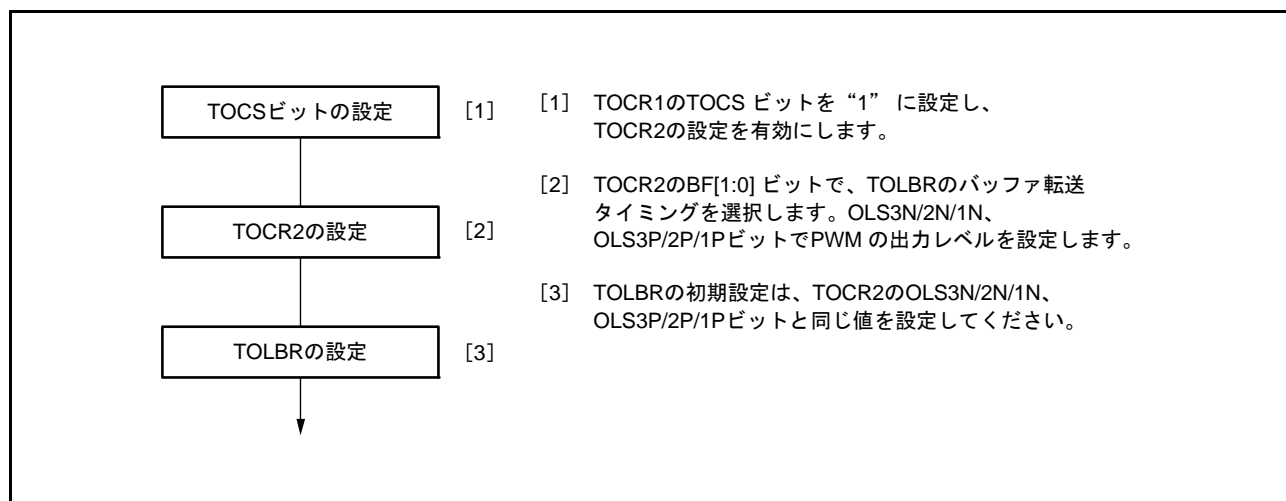 TOCSビットの設定 [1]
TOCR2の設定 [2]
TOLBRの設定 [3]
[1] TOCR1のTOCS ビットを“1” に設定し、
TOCR2の設定を有効にします。
[2] TOCR2のBF[1:0] ビットで、TOLBRのバッファ転送
タイミングを選択します。OLS3N/2N/1N、
OLS3P/2P/1PビットでPWM の出力レベルを設定します。
[3] TOLBRの初期設定は、TOCR2のOLS3N/2N/1N、
OLS3P/2P/1Pビットと同じ値を設定してください。